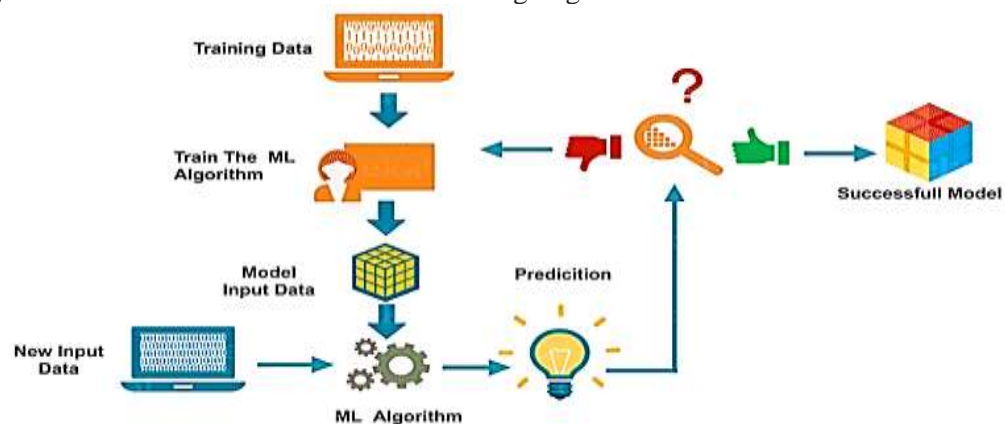 Training Data
?
Train The ML
Algorithm
Successfull Model
Model
Input Data
Predicition
New Input
Data
ML Algorithm